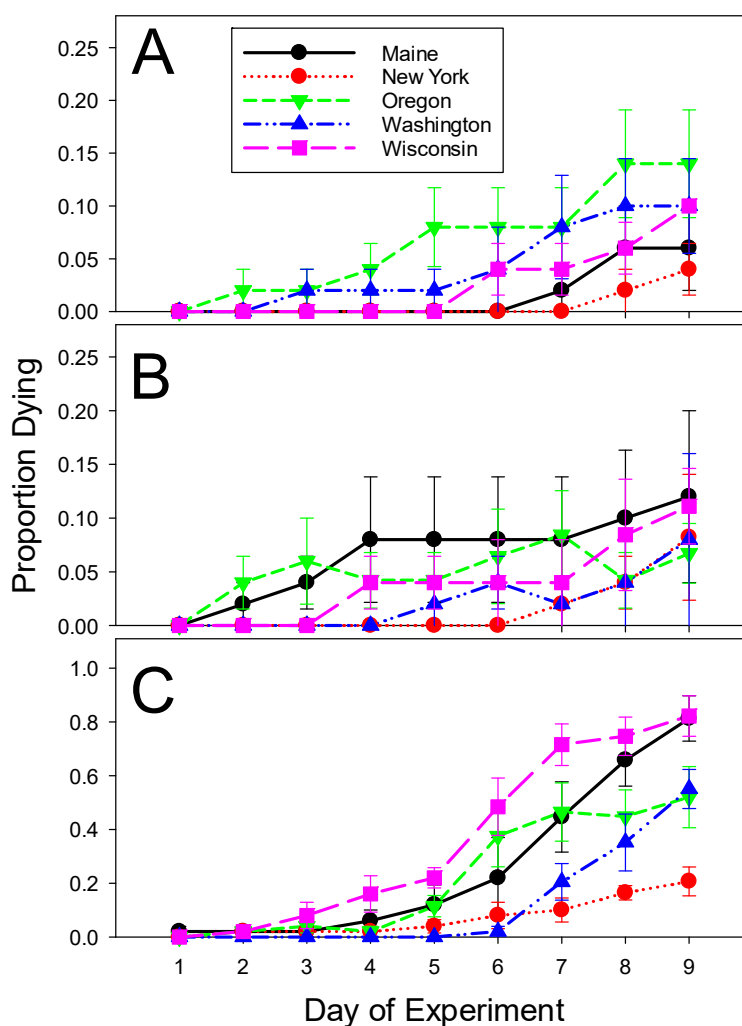 A
Maine
New York
Oregon
Washington
Wisconsin
0.25
0.20
0.15
0.10
0.05
0.00
B
0.25
0.20
0.15
0.10
0.05
0.00
Proportion Dying
C
1.0
0.8
0.6
0.4
0.2
0.0
1 2 3 4 5 6 7 8 9
Day of Experiment